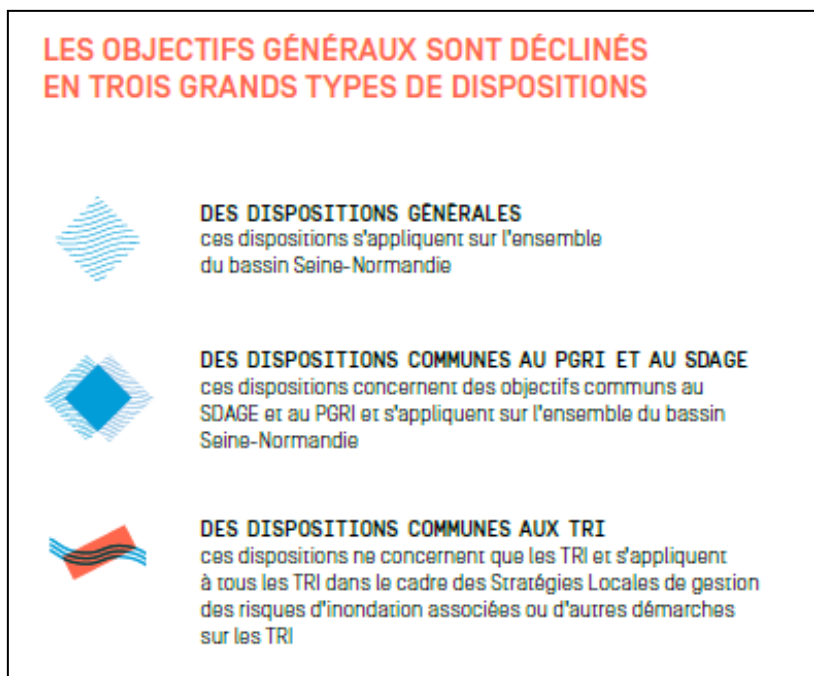 LES OBJECTIFS GÉNÉRAUX SONT DÉCLINÉS
EN TROIS GRANDS TYPES DE DISPOSITIONS
DES DISPOSITIONS GÉNÉRALES
ces dispositions s'appliquent sur l'ensemble
du bassin Seine-Normandie
DES DISPOSITIONS COMMUNES AU PGRI ET AU SDAGE
ces dispositions concernent des objectifs communs au
SDAGE et au PGRI et s'appliquent sur l'ensemble du bassin
Seine-Normandie
DES DISPOSITIONS COMMUNES AUX TRI
ces dispositions ne concernent que les TRI et s'appliquent
à tous les TRI dans le cadre des Stratégies Locales de gestion
des risques d'inondation associées ou d'autres démarches
sur les TRI